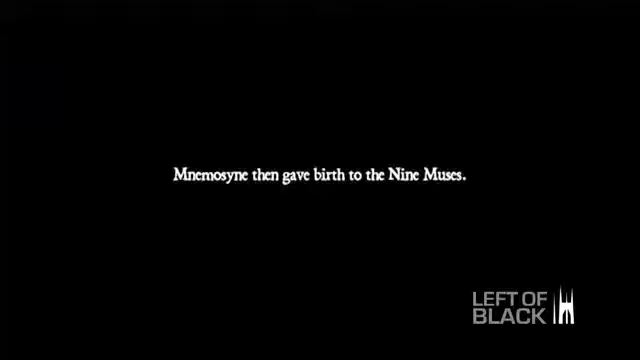 Mnemosyne then gave birth to the Nine Muses.
LEFT OF
BLACK